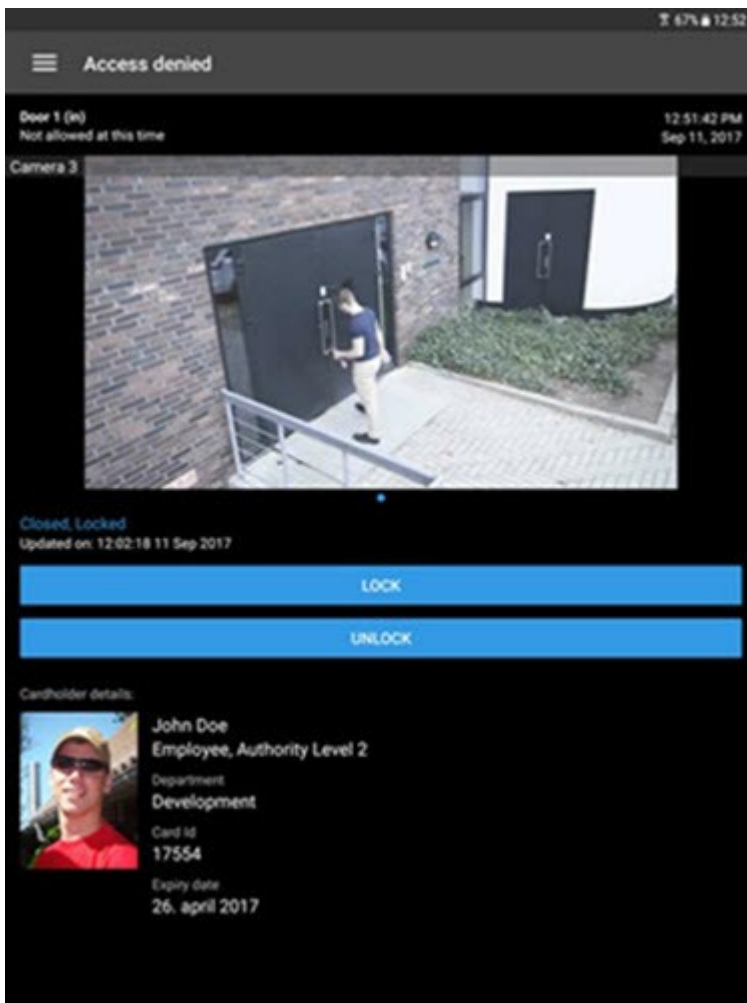 67% 12:52
Access denied
Door 1 (in)
12:51:42 PM
Not allowed at this time
Sep 11, 2017
Camera 3
Closed, Locked
Updated on: 12:02:18 11 Sep 2017
LOCK
UNLOCK
Cardholder details:
John Doe
Employee, Authority Level 2
Department
Development
Card Id
17554
Expiry date
26. april 2017